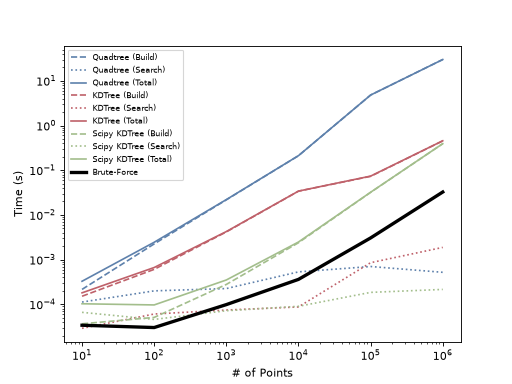 Quadtree (Build)
Quadtree (Search)
Quadtree (Total)
KDTree (Build)
KDTree (Search)
KDTree (Total)
Scipy KDTree (Build)
Scipy KDTree (Search)
Scipy KDTree (Total)
Brute-Force
Time (s)
10¹
10⁰
10⁻¹
10⁻²
10⁻³
10⁻⁴
10¹ 10² 10³ 10⁴ 10⁵ 10⁶
# of Points